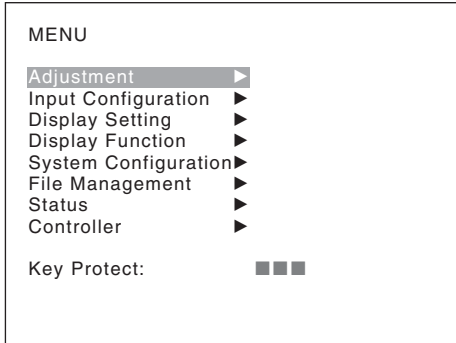 MENU
Adjustment ▶
Input Configuration ▶
Display Setting ▶
Display Function ▶
System Configuration▶
File Management ▶
Status ▶
Controller ▶
Key Protect: ■■■